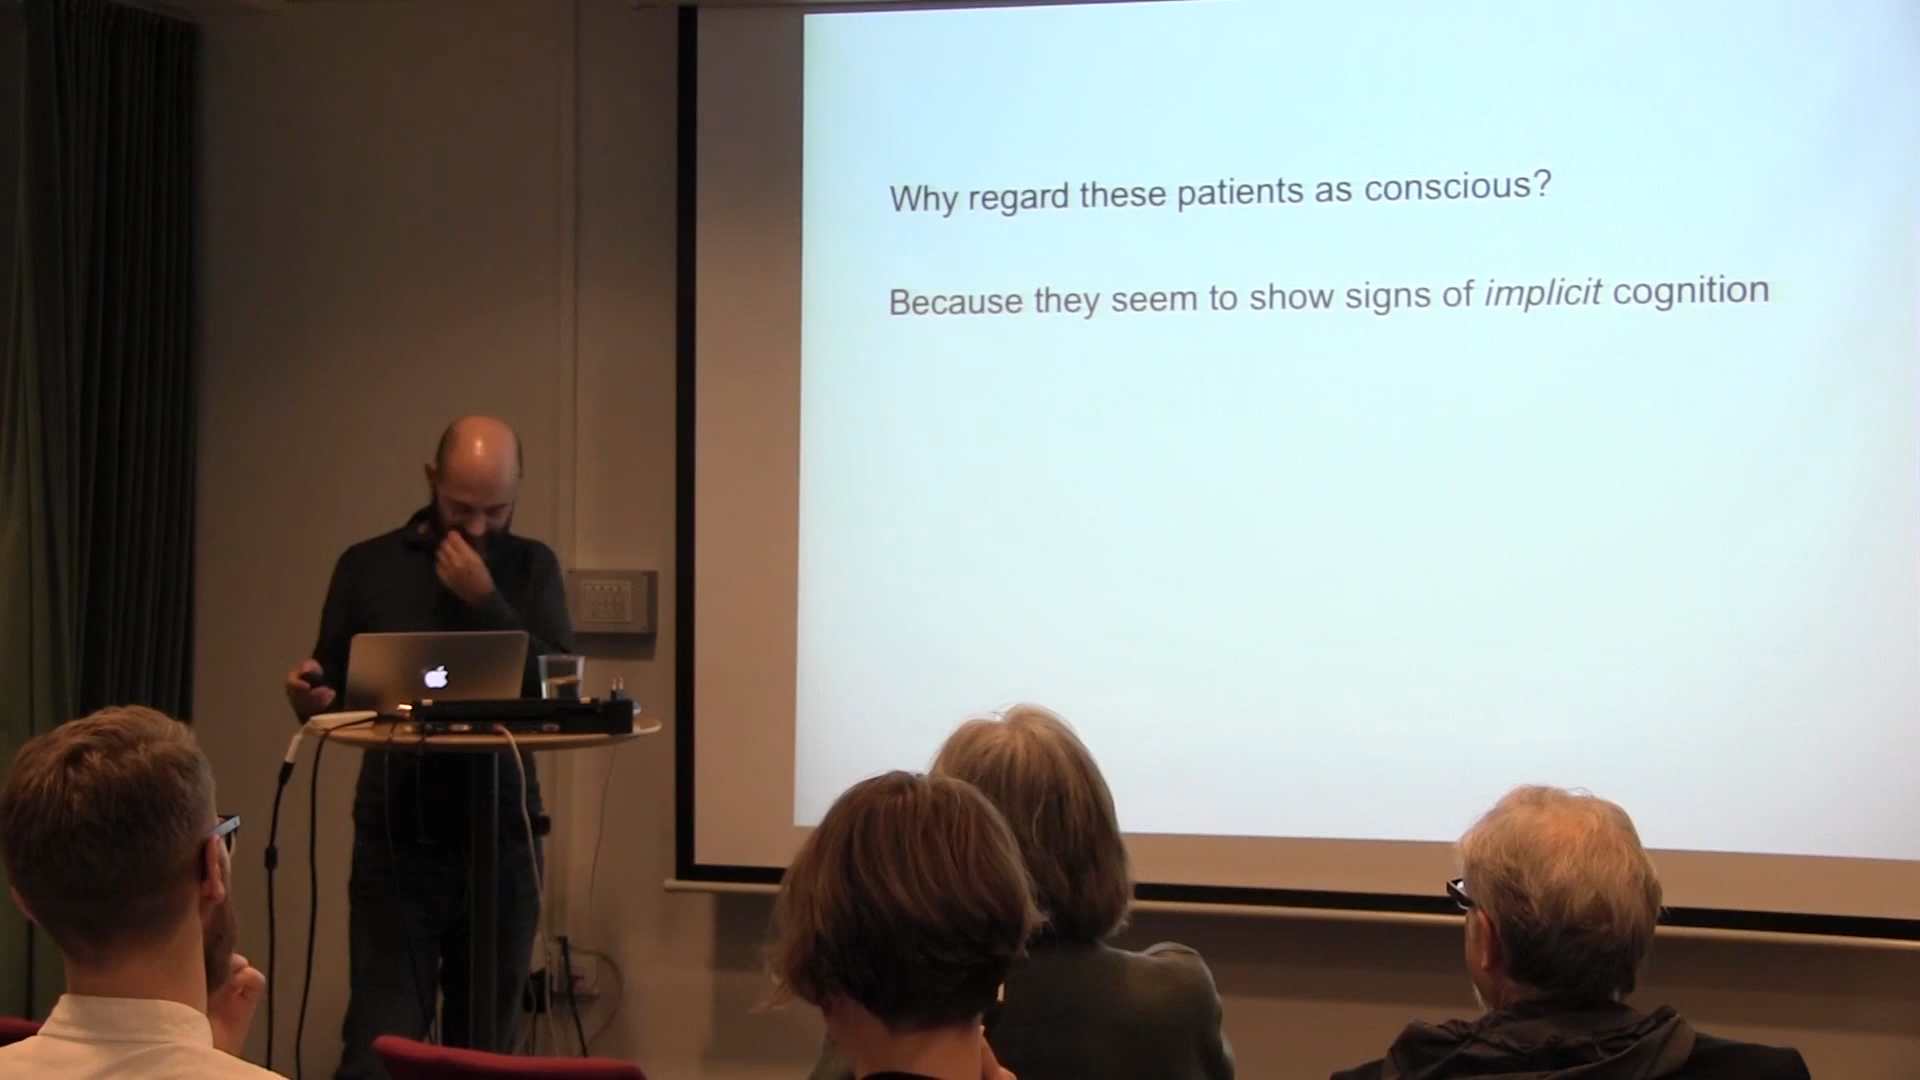 Why regard these patients as conscious?
Because they seem to show signs of implicit cognition